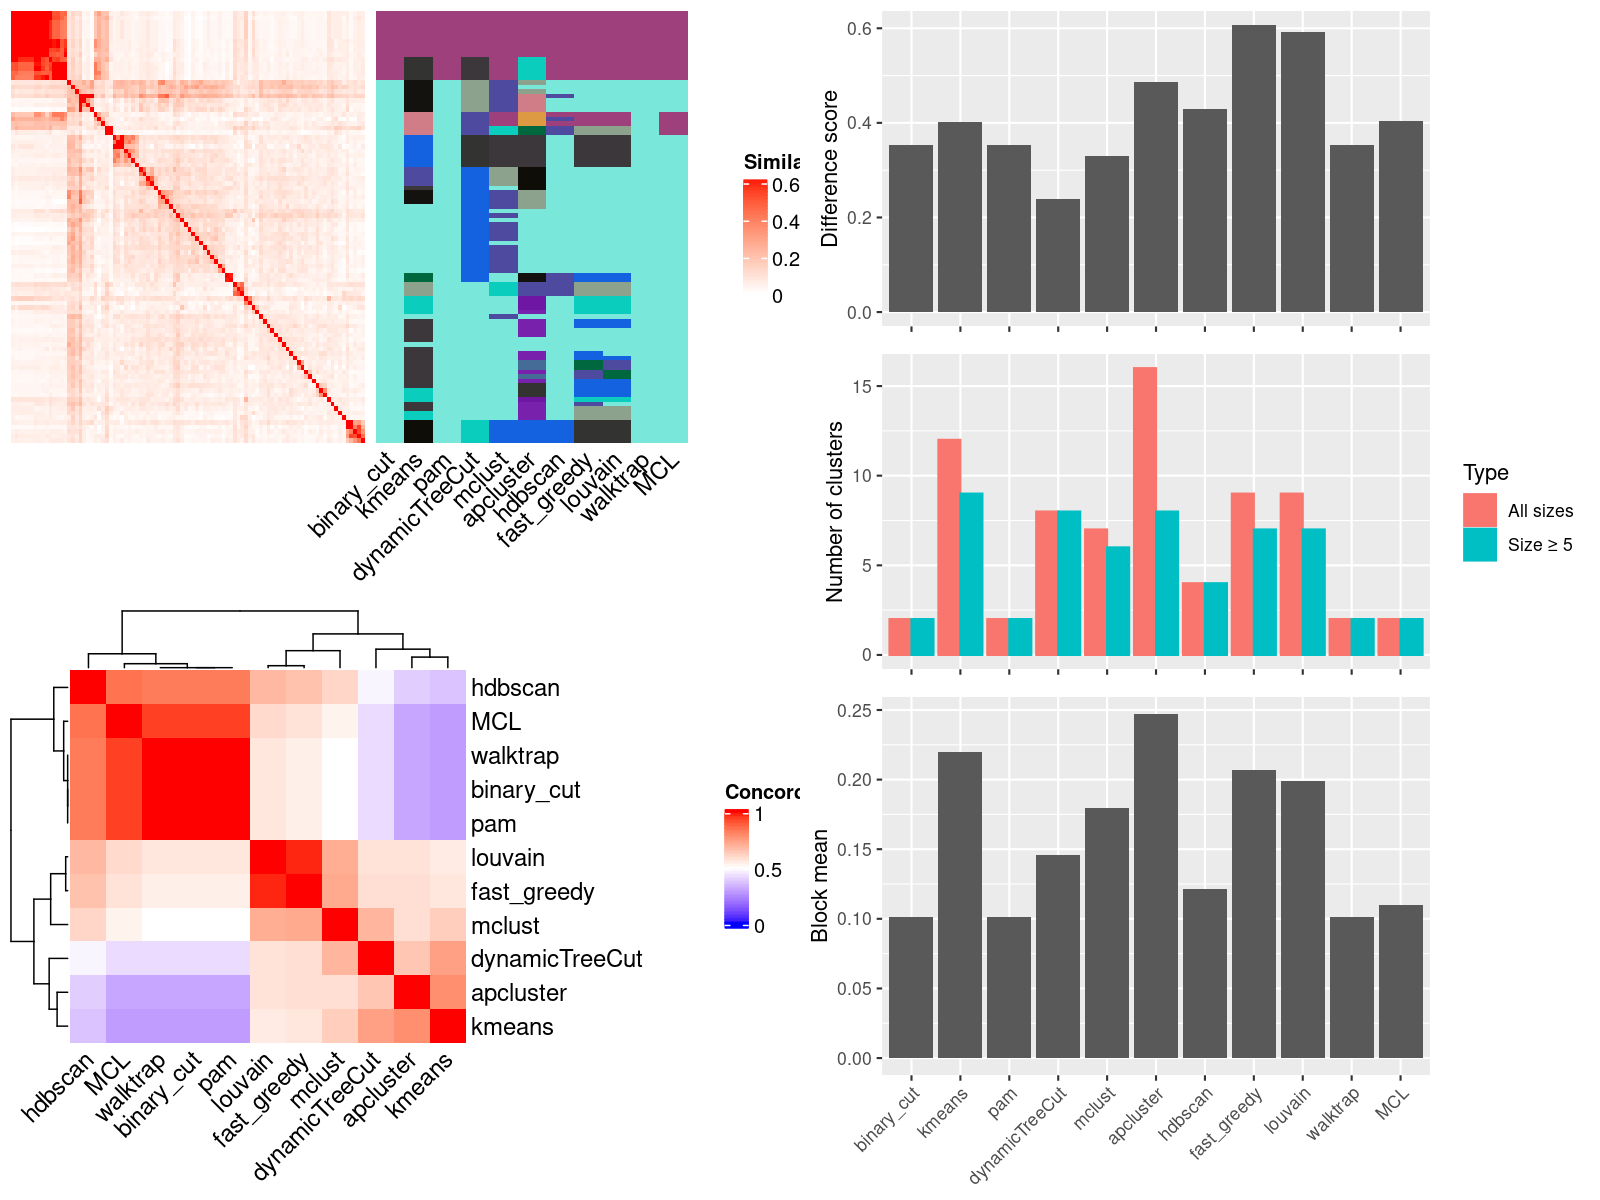 Simila
0.6
0.4
0.2
0
binary_cut
kmeans
pam
dynamicTreeCut
mclust
apcluster
hdbscan
fast_greedy
louvain
walktrap
MCL
Difference score
0.6
0.4
0.2
0.0
Number of clusters
15
10
5
0
Type
All sizes
Size ≥ 5
hdbscan
MCL
walktrap
binary_cut
pam
louvain
fast_greedy
mclust
dynamicTreeCut
apcluster
kmeans
hdbscan
MCL
walktrap
binary_cut
pam
louvain
fast_greedy
mclust
dynamicTreeCut
apcluster
kmeans
Concord
1
0.5
0
Block mean
0.25
0.20
0.15
0.10
0.05
0.00
binary_cut
kmeans
pam
dynamicTreeCut
mclust
apcluster
hdbscan
fast_greedy
louvain
walktrap
MCL